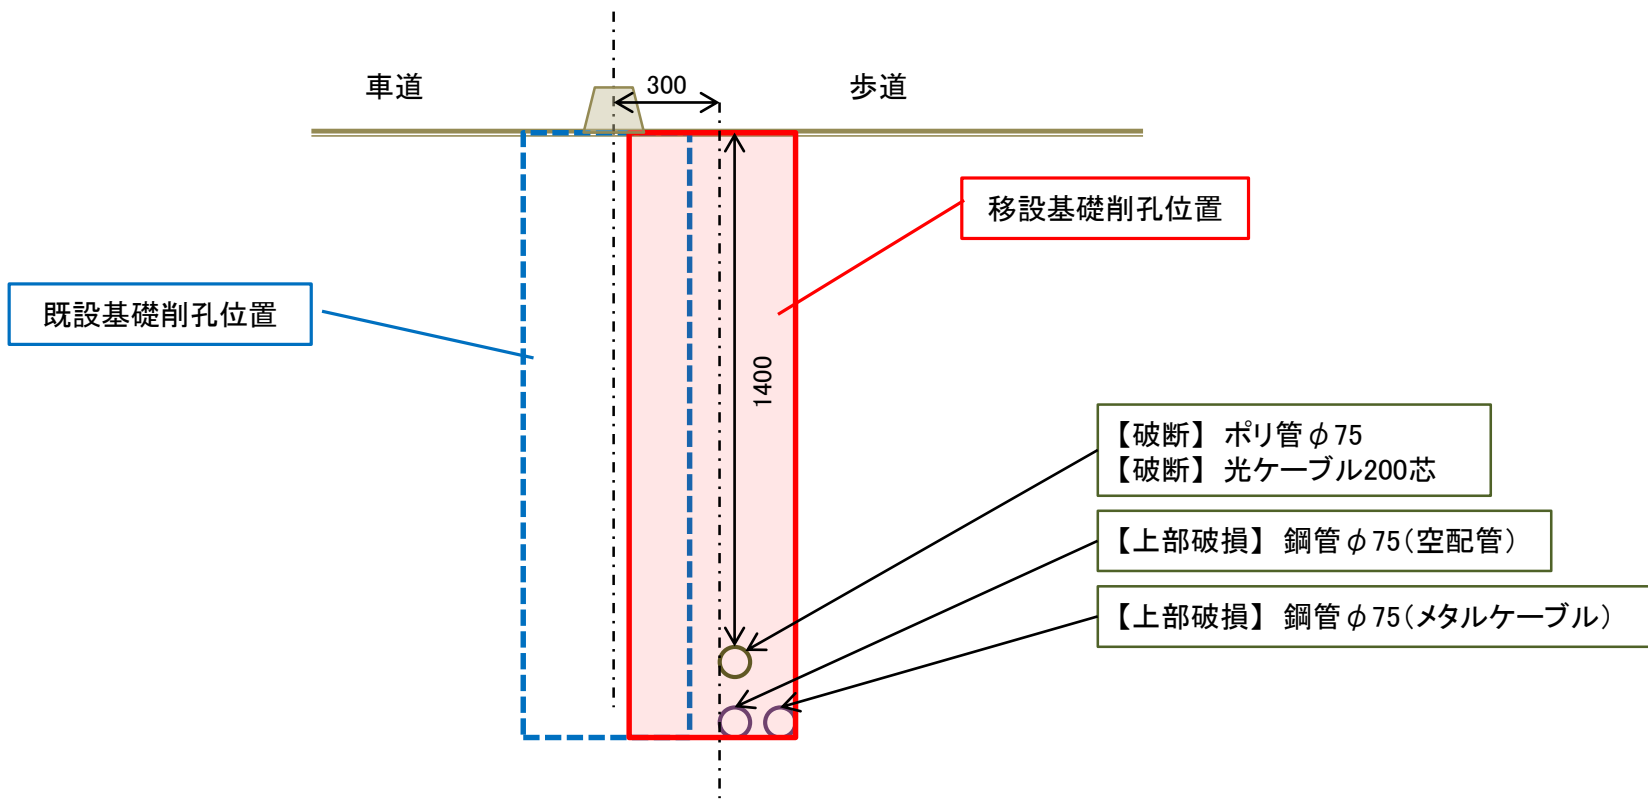 車道
300
歩道
移設基礎削孔位置
既設基礎削孔位置
1400
【破断】 ポリ管φ75
【破断】 光ケーブル200芯
【上部破損】 鋼管φ75(空配管)
【上部破損】 鋼管φ75(メタルケーブル)